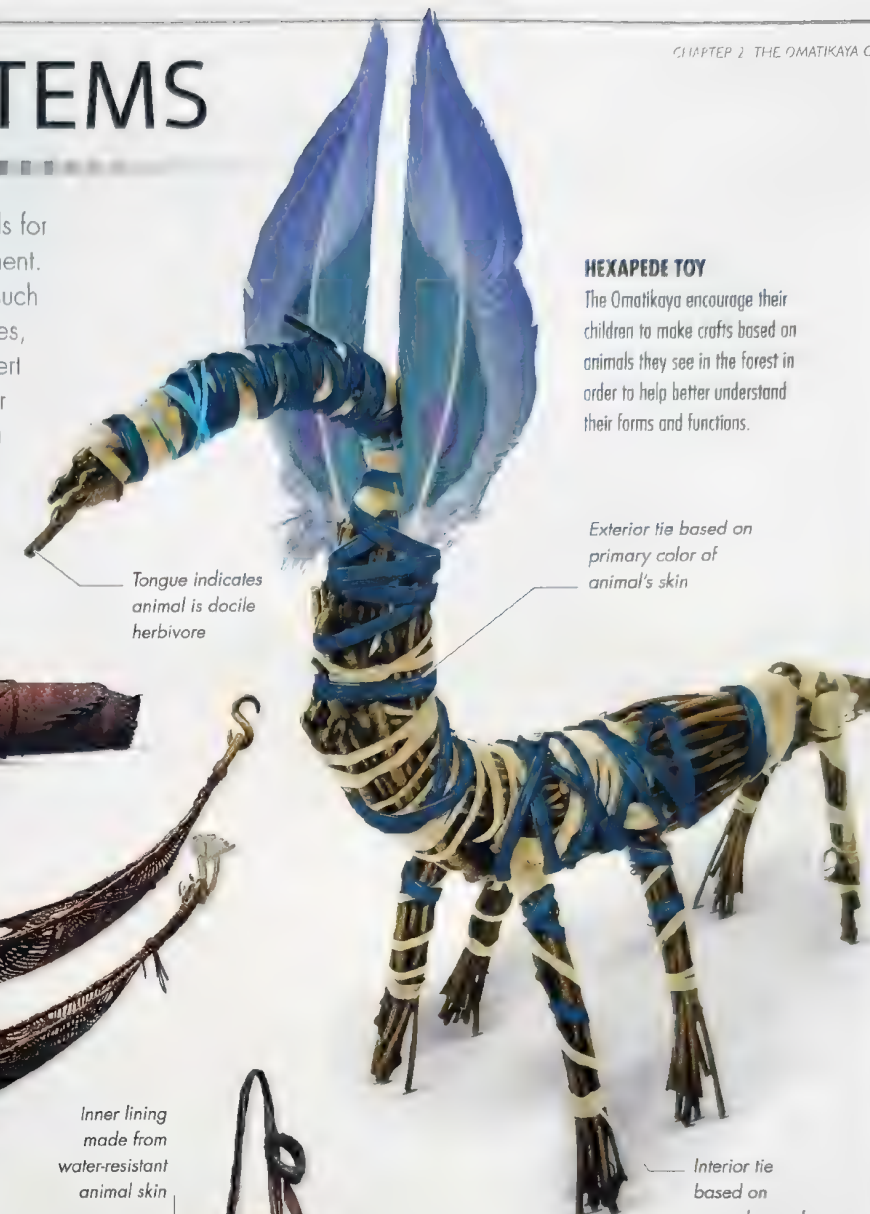 CHAPTER 2 THE OMATIKAYA
TEMS
ls for
ent.
such
es,
ert
r
HEXAPEDE TOY
The Omatikaya encourage their
children to make crafts based on
animals they see in the forest in
order to help better understand
their forms and functions.
Exterior tie based on
primary color of
animal's skin
Tongue indicates
animal is docile
herbivore
Inner lining
made from
water-resistant
animal skin
Interior tie
based on